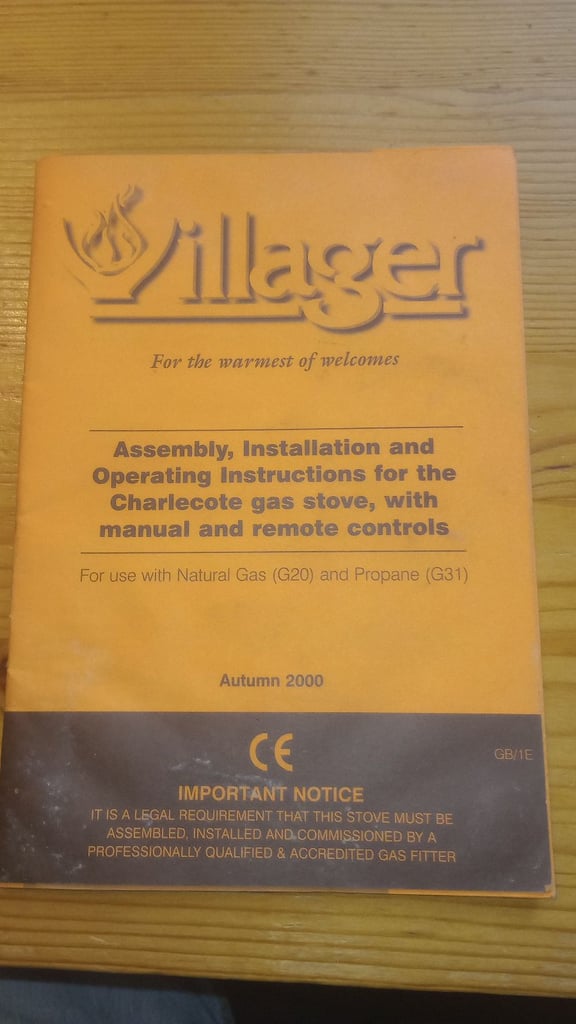 Villager
For the warmest of welcomes
Assembly, Installation and
Operating Instructions for the
Charlecote gas stove, with
manual and remote controls
For use with Natural Gas (G20) and Propane (G31)
Autumn 2000
CE
GB/1E
IMPORTANT NOTICE
IT IS A LEGAL REQUIREMENT THAT THIS STOVE MUST BE
ASSEMBLED, INSTALLED AND COMMISSIONED BY A
PROFESSIONALLY QUALIFIED & ACCREDITED GAS FITTER